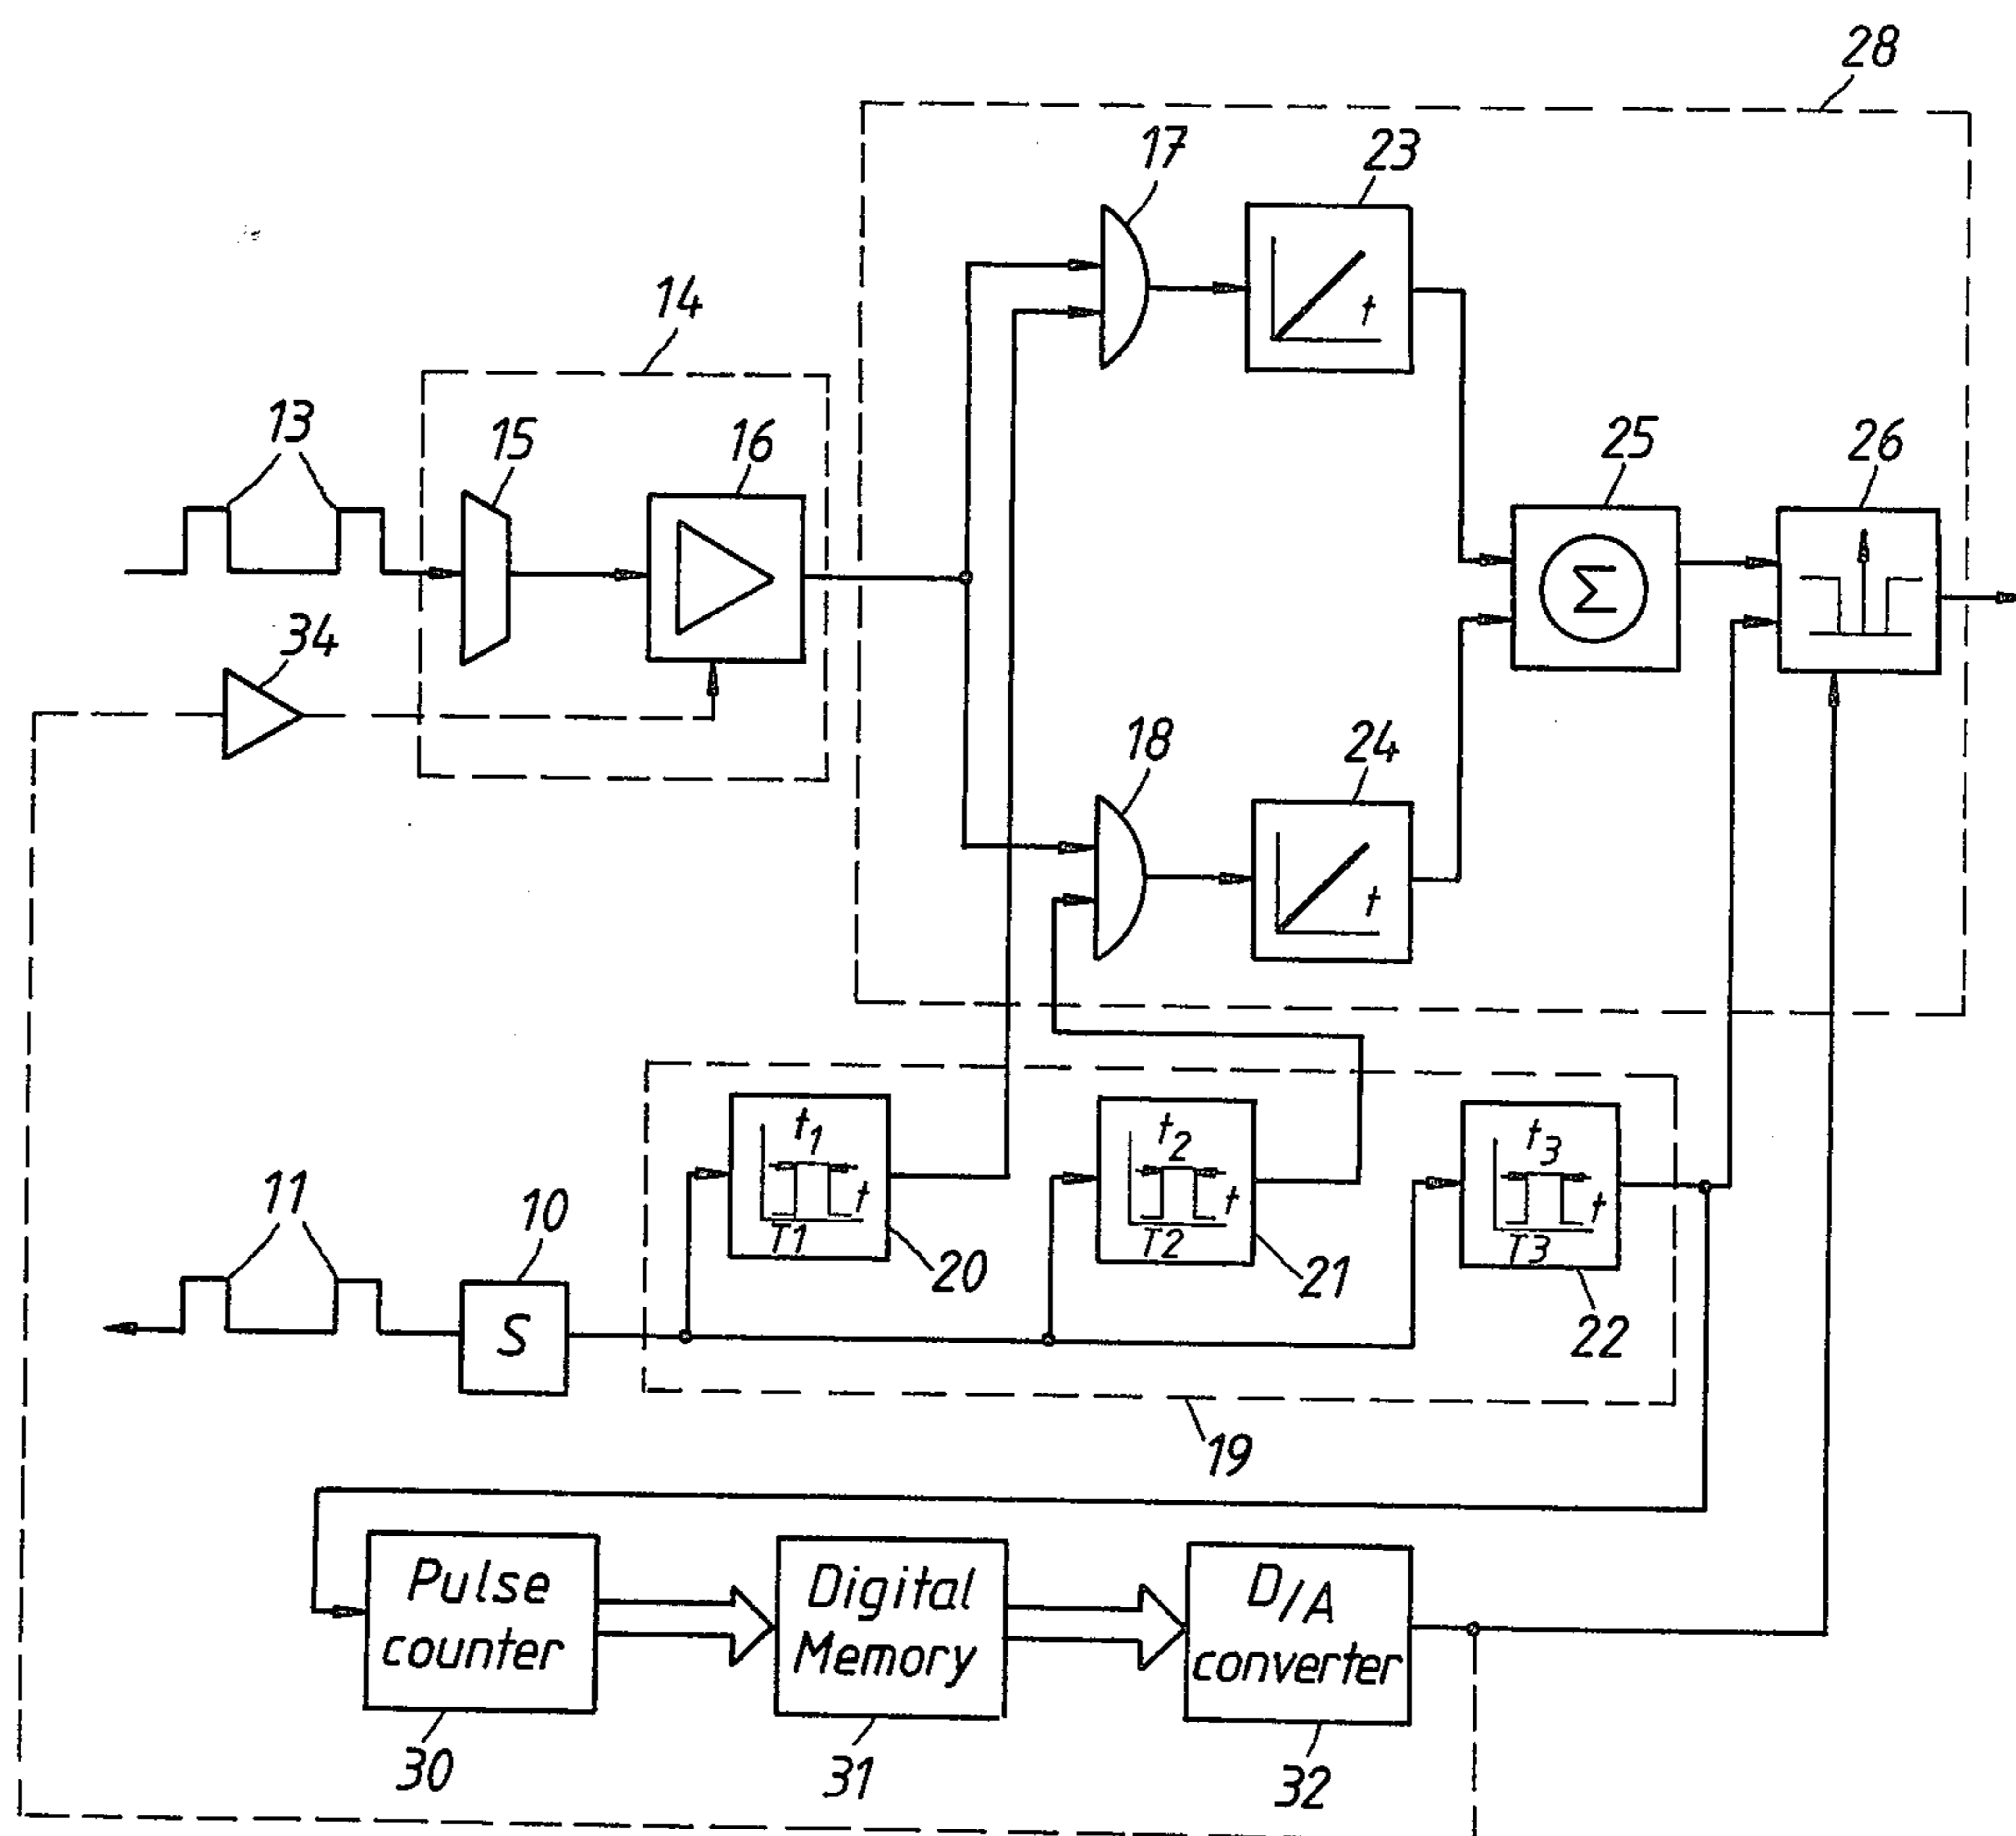 28
17
23
t
14
13
15
16
25
26
Σ
34
18
24
t
t1
t
T1
20
t2
t
T2
21
t3
t
T3
22
11
10
S
19
Pulse
counter
30
Digital
Memory
31
D/A
converter
32